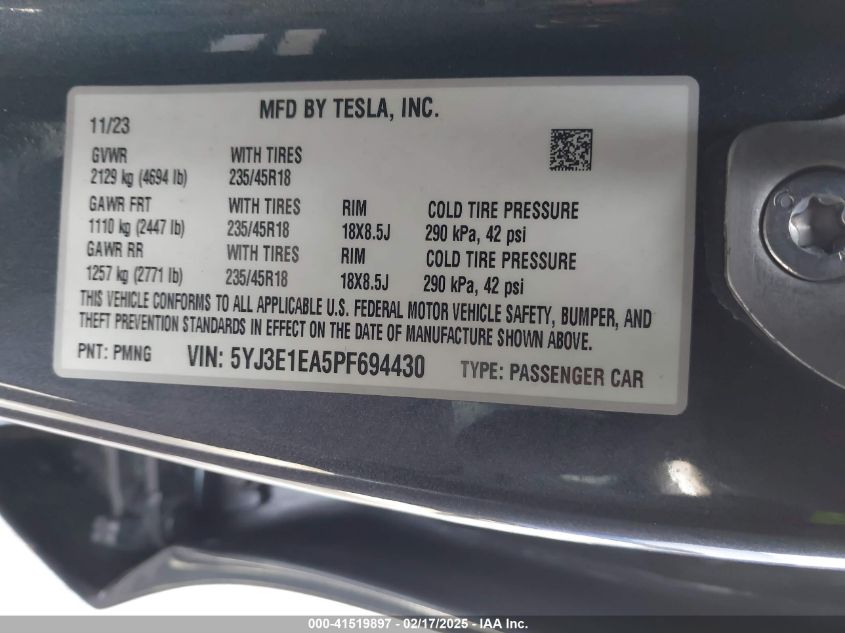 MFD BY TESLA, INC.
11/23
GVWR WITH TIRES
2129 kg (4694 lb) 235/45R18
GAWR FRT WITH TIRES RIM COLD TIRE PRESSURE
1110 kg (2447 lb) 235/45R18 18X8.5J 290 kPa, 42 psi
GAWR RR WITH TIRES RIM COLD TIRE PRESSURE
1257 kg (2771 lb) 235/45R18 18X8.5J 290 kPa, 42 psi
THIS VEHICLE CONFORMS TO ALL APPLICABLE U.S. FEDERAL MOTOR VEHICLE SAFETY, BUMPER, AND
THEFT PREVENTION STANDARDS IN EFFECT ON THE DATE OF MANUFACTURE SHOWN ABOVE.
PNT: PMNG VIN: 5YJ3E1EA5PF694430 TYPE: PASSENGER CAR
000-41519897 - 02/17/2025 - IAA Inc.